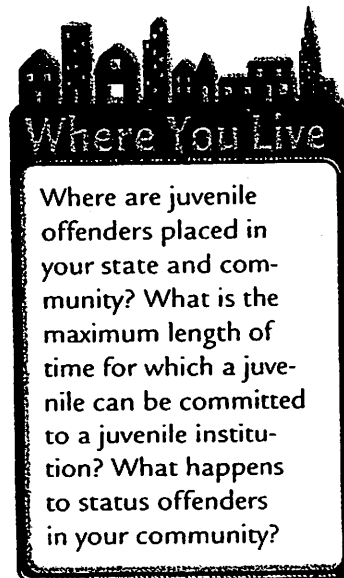 Where You Live
Where are juvenile
offenders placed in
your state and com-
munity? What is the
maximum length of
time for which a juve-
nile can be committed
to a juvenile institu-
tion? What happens
to status offenders
in your community?